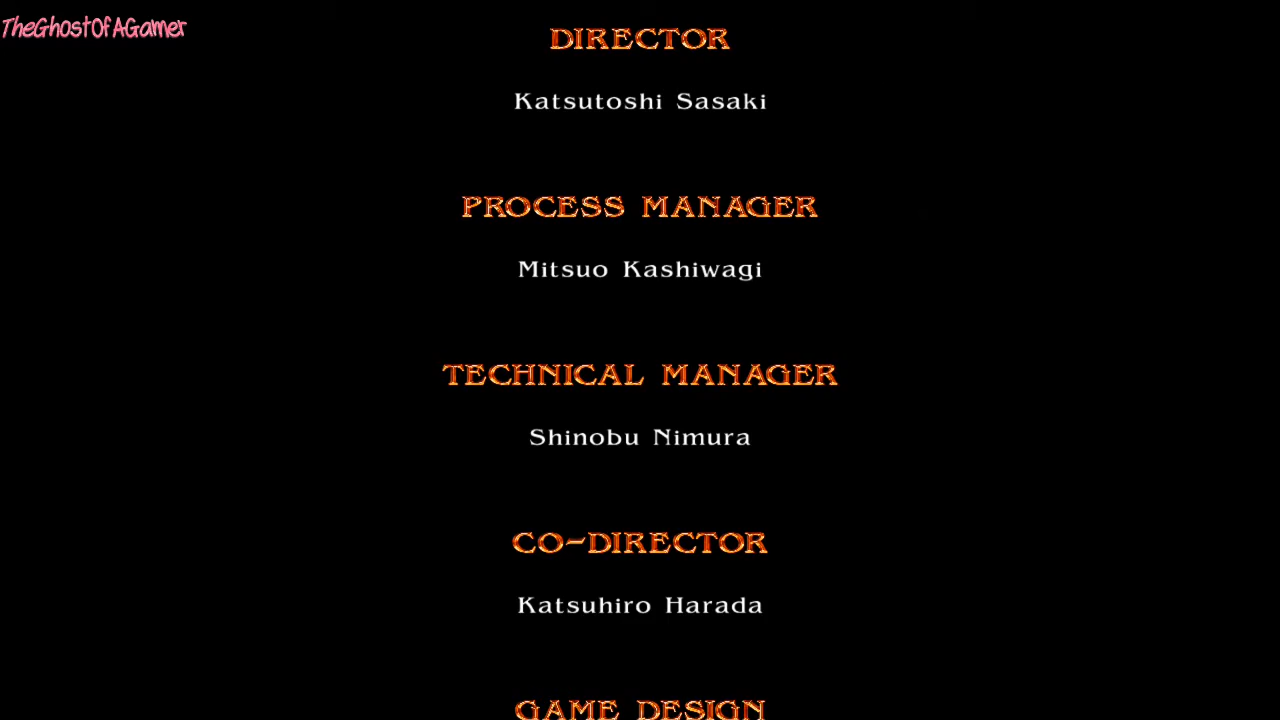 TheGhostOfAGamer
DIRECTOR
Katsutoshi Sasaki
PROCESS MANAGER
Mitsuo Kashiwagi
TECHNICAL MANAGER
Shinobu Nimura
CO-DIRECTOR
Katsuhiro Harada
GAME DESIGN